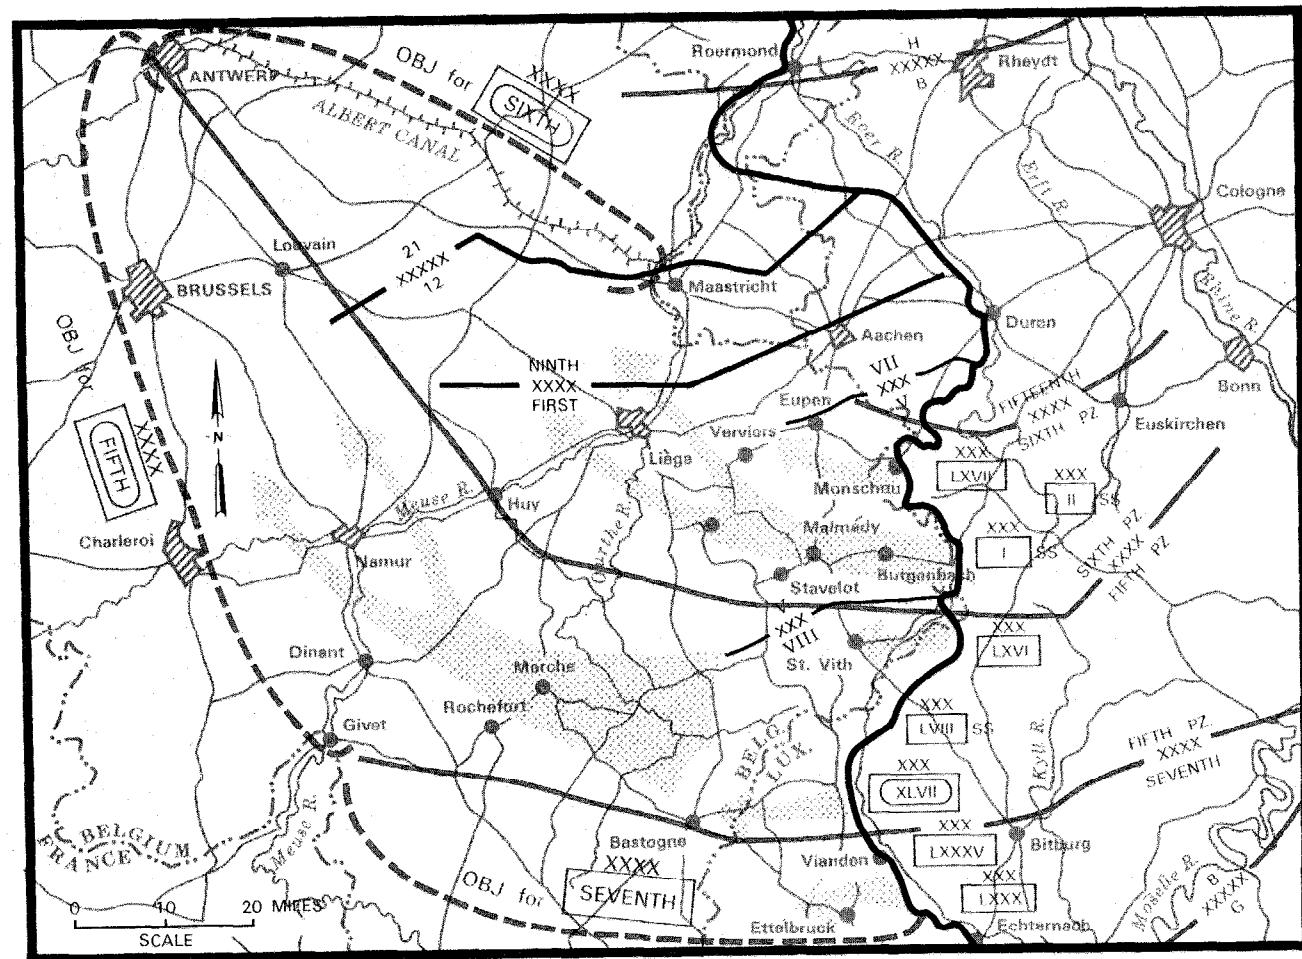 Roermond
H
XXXXX
B
Rheydt
ANTWERP
OBJ for
XXXX
SIXTH
ALBERT CANAL
Roer R.
Erft R.
Cologne
Louvain
21
XXXXX
12
BRUSSELS
Maastricht
Rhine R.
Duren
Aachen
OBJ for
XXXX
FIFTH
N
NINTH
XXXX
FIRST
VII
XXX
V
Bonn
Eupen
FIFTEENTH
XXXX
SIXTH PZ
Euskirchen
Verviers
Liège
XXX
LXVII
Meuse R.
Huy
Monschau
XXX
II SS
Charleroi
Namur
Ourthe R.
Malmédy
XXX
I SS
SIXTH PZ
XXXX
FIFTH PZ
Butgenbach
Stavelot
V
XXX
VIII
XXX
LXVI
Dinant
St. Vith
Marche
Rochefort
Givet
XXX
LVIII SS
BELG.
LUX.
Kyll R.
FIFTH PZ.
XXXX
SEVENTH
XXX
XLVII
Meuse R.
BELGIUM
FRANCE
Bastogne
XXX
LXXXV
Bitburg
Vianden
OBJ for
XXXX
SEVENTH
XXX
LXXX
Moselle R.
B
XXXXX
G
0 10 20 MILES
SCALE
Ettelbruck
Echternach